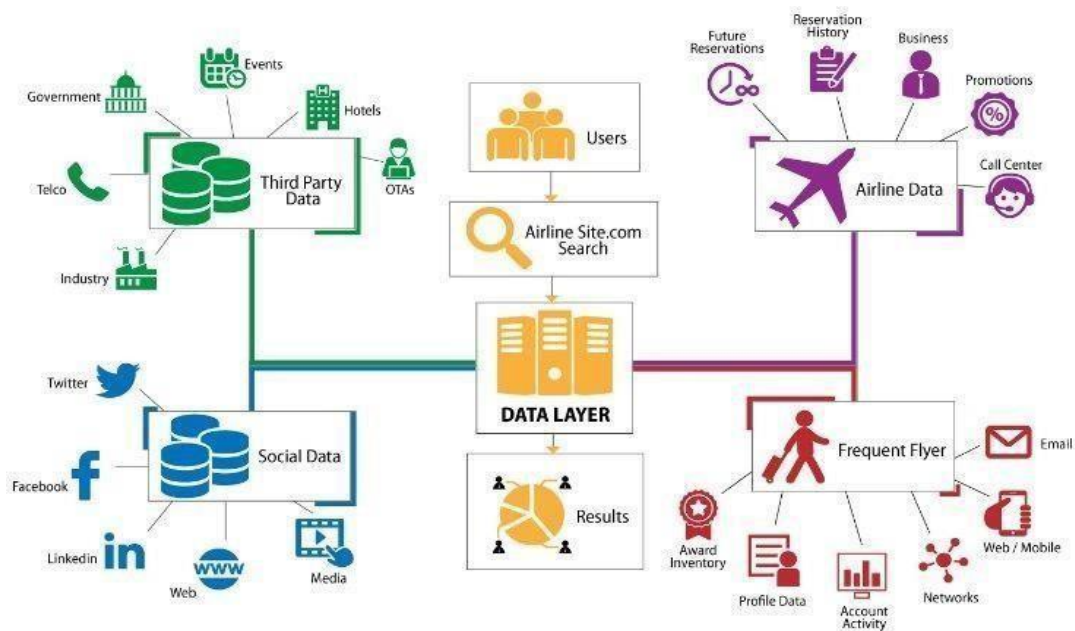 Government
Events
Hotels
Telco
Third Party
Data
OTAs
Industry
Users
Airline Site.com
Search
DATA LAYER
Results
Future
Reservations
Reservation
History
Business
Promotions
%
Airline Data
Call Center
Twitter
Facebook
f
Social Data
Linkedin
in
Web
www
Media
Frequent Flyer
Email
Web / Mobile
Award
Inventory
Profile Data
Account
Activity
Networks
H